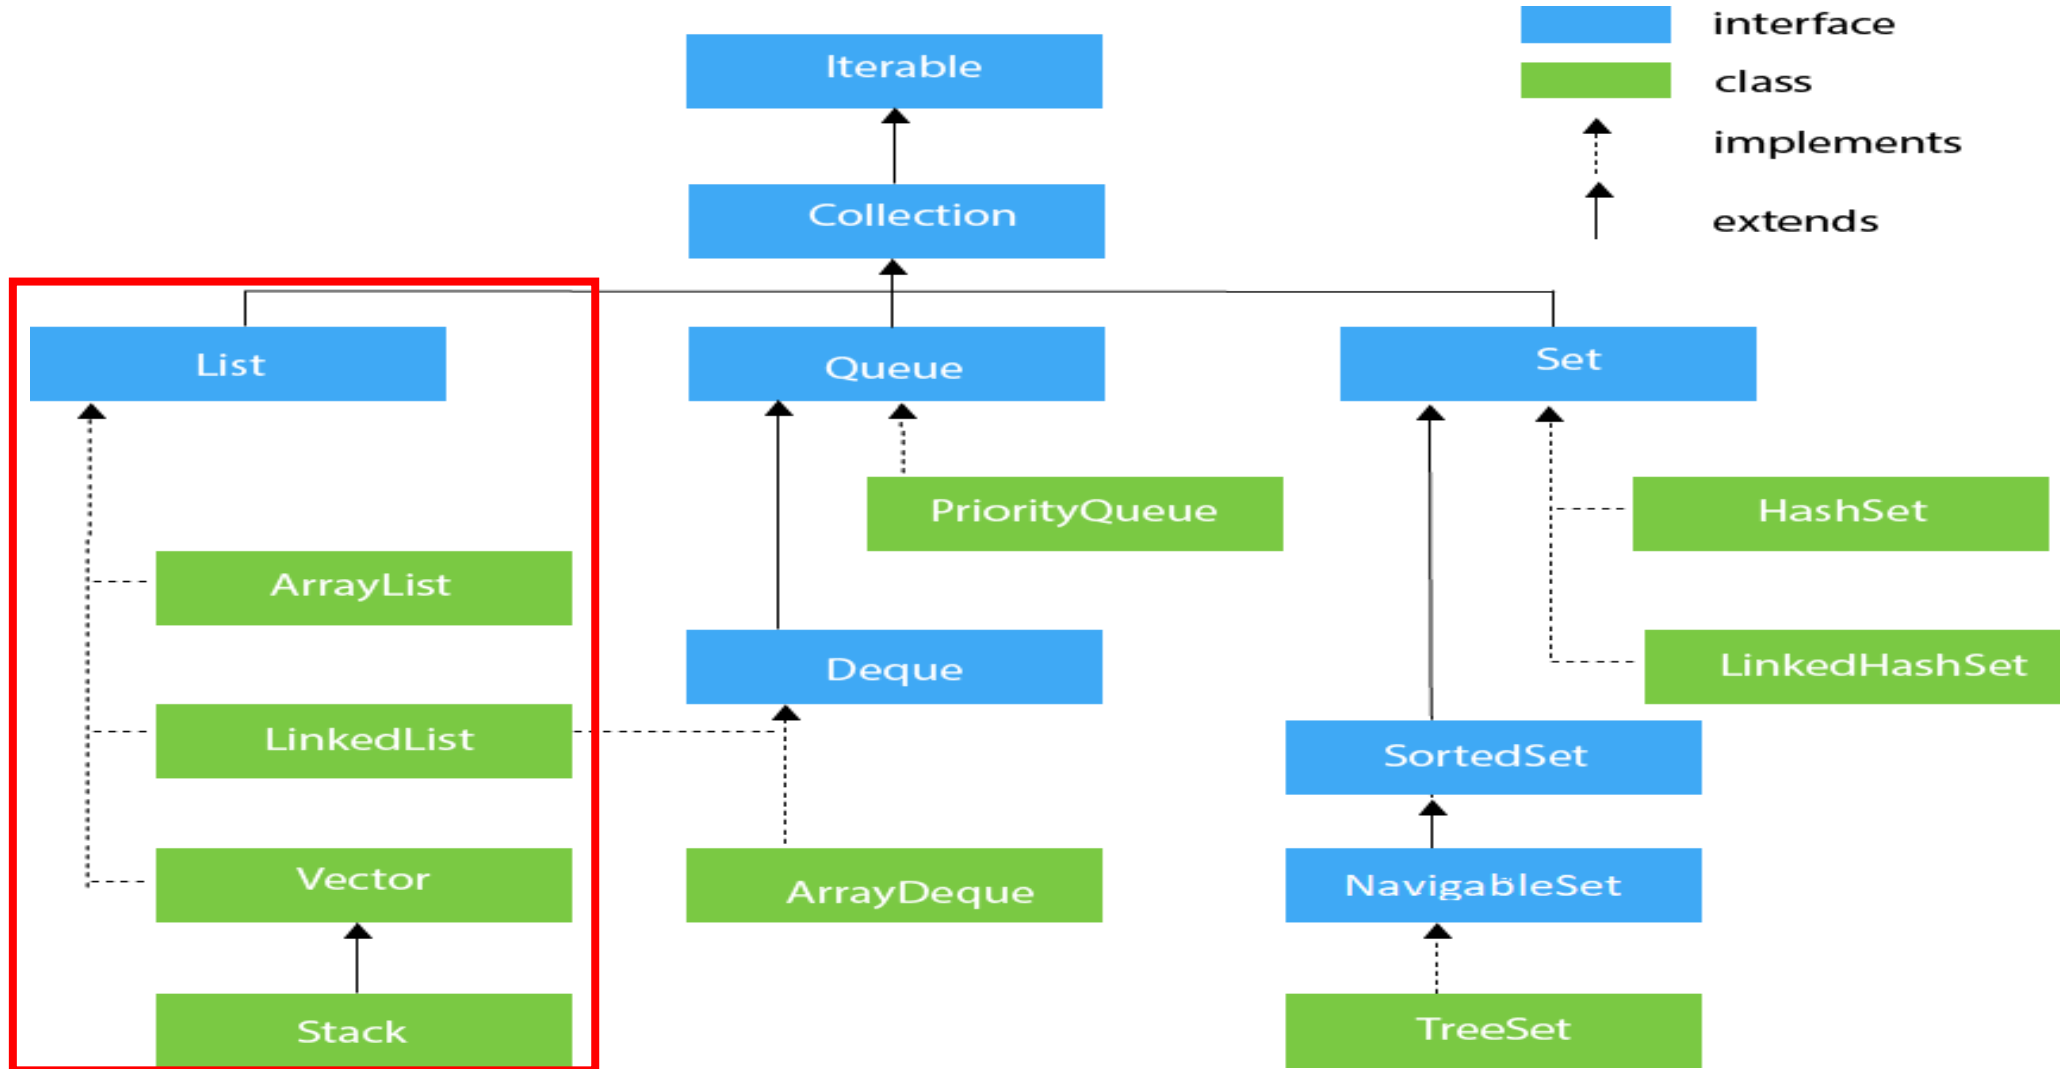 interface
Iterable
class
implements
Collection
extends
List
Queue
Set
PriorityQueue
HashSet
ArrayList
Deque
LinkedHashSet
LinkedList
SortedSet
Vector
ArrayDeque
NavigableSet
Stack
TreeSet